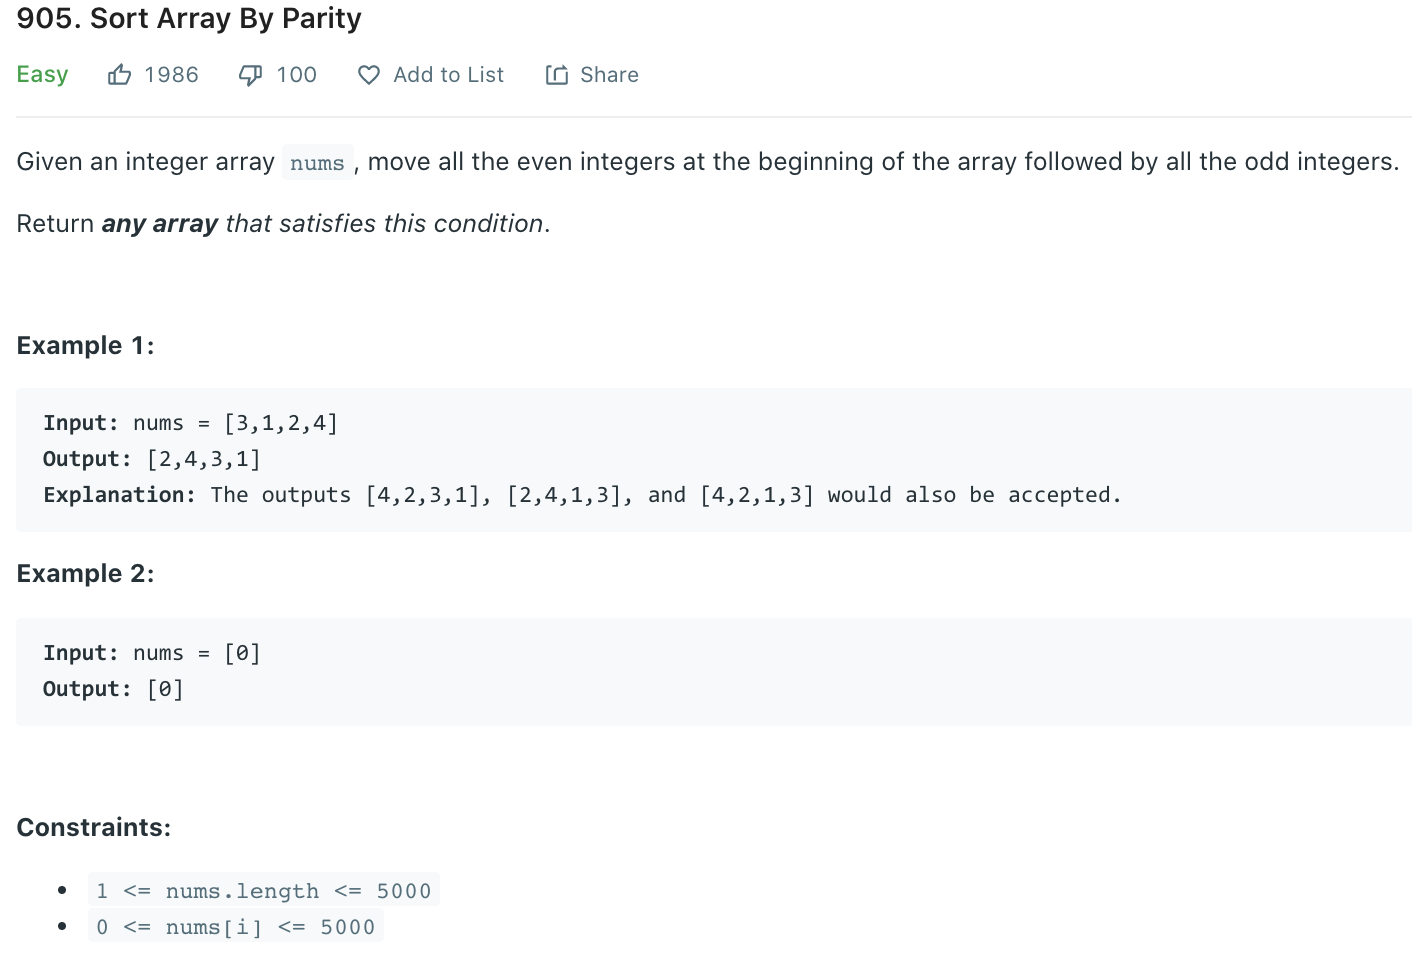 905. Sort Array By Parity
Easy 1986 100 Add to List Share
Given an integer array nums , move all the even integers at the beginning of the array followed by all the odd integers.
Return any array that satisfies this condition.
Example 1:
Input: nums = [3,1,2,4]
Output: [2,4,3,1]
Explanation: The outputs [4,2,3,1], [2,4,1,3], and [4,2,1,3] would also be accepted.
Example 2:
Input: nums = [0]
Output: [0]
Constraints:
• 1 <= nums.length <= 5000
• 0 <= nums[i] <= 5000